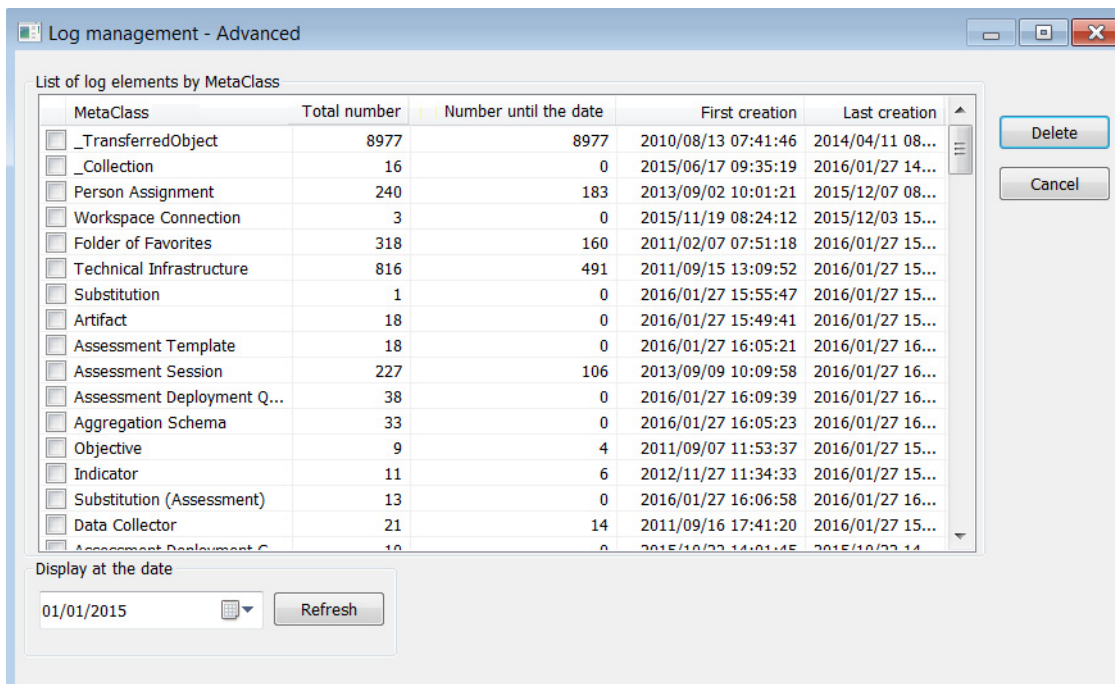 Log management - Advanced
List of log elements by MetaClass
MetaClass Total number Number until the date First creation Last creation
_TransferredObject 8977 8977 2010/08/13 07:41:46 2014/04/11 08...
_Collection 16 0 2015/06/17 09:35:19 2016/01/27 14...
Person Assignment 240 183 2013/09/02 10:01:21 2015/12/07 08...
Workspace Connection 3 0 2015/11/19 08:24:12 2015/12/03 15...
Folder of Favorites 318 160 2011/02/07 07:51:18 2016/01/27 15...
Technical Infrastructure 816 491 2011/09/15 13:09:52 2016/01/27 15...
Substitution 1 0 2016/01/27 15:55:47 2016/01/27 15...
Artifact 18 0 2016/01/27 15:49:41 2016/01/27 15...
Assessment Template 18 0 2016/01/27 16:05:21 2016/01/27 16...
Assessment Session 227 106 2013/09/09 10:09:58 2016/01/27 16...
Assessment Deployment Q... 38 0 2016/01/27 16:09:39 2016/01/27 16...
Aggregation Schema 33 0 2016/01/27 16:05:23 2016/01/27 16...
Objective 9 4 2011/09/07 11:53:37 2016/01/27 15...
Indicator 11 6 2012/11/27 11:34:33 2016/01/27 15...
Substitution (Assessment) 13 0 2016/01/27 16:06:58 2016/01/27 16...
Data Collector 21 14 2011/09/16 17:41:20 2016/01/27 15...
Assessment Deployment
Delete
Cancel
Display at the date
01/01/2015 Refresh